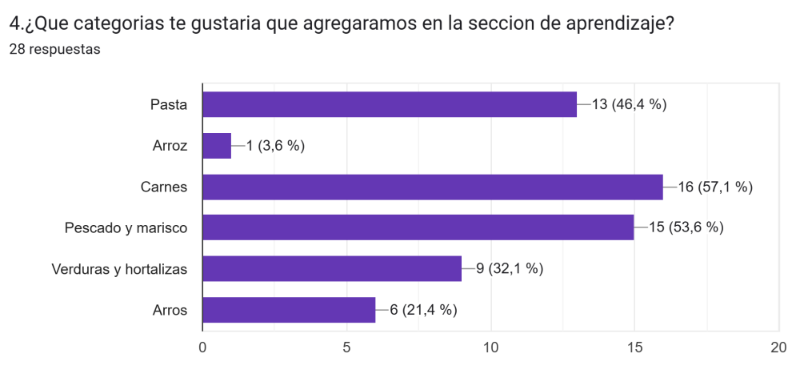 4.¿Que categorias te gustaria que agregaramos en la seccion de aprendizaje?
28 respuestas
Pasta 13 (46,4 %)
Arroz 1 (3,6 %)
Carnes 16 (57,1 %)
Pescado y marisco 15 (53,6 %)
Verduras y hortalizas 9 (32,1 %)
Arros 6 (21,4 %)
0 5 10 15 20